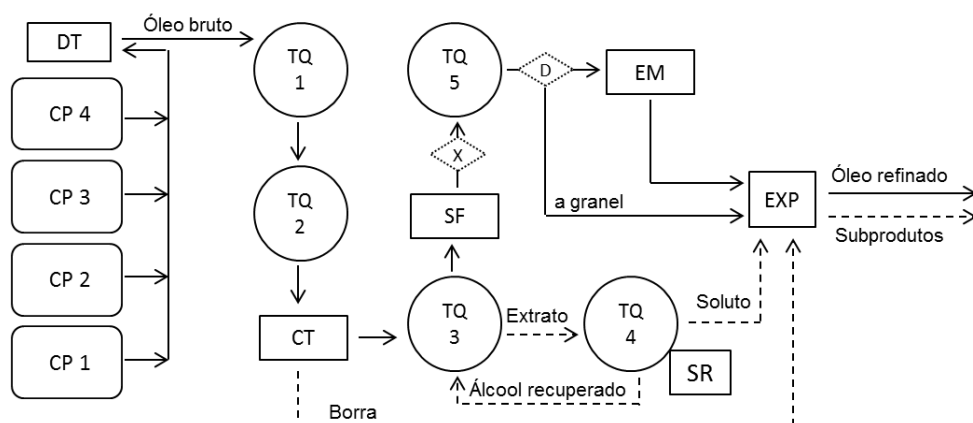 Óleo bruto
DT
TQ
1
TQ
5
D
EM
CP 4
X
CP 3
TQ
2
SF
a granel
EXP
Óleo refinado
Subprodutos
CP 2
CT
TQ
3
Extrato
TQ
4
Soluto
CP 1
SR
Álcool recuperado
Borra